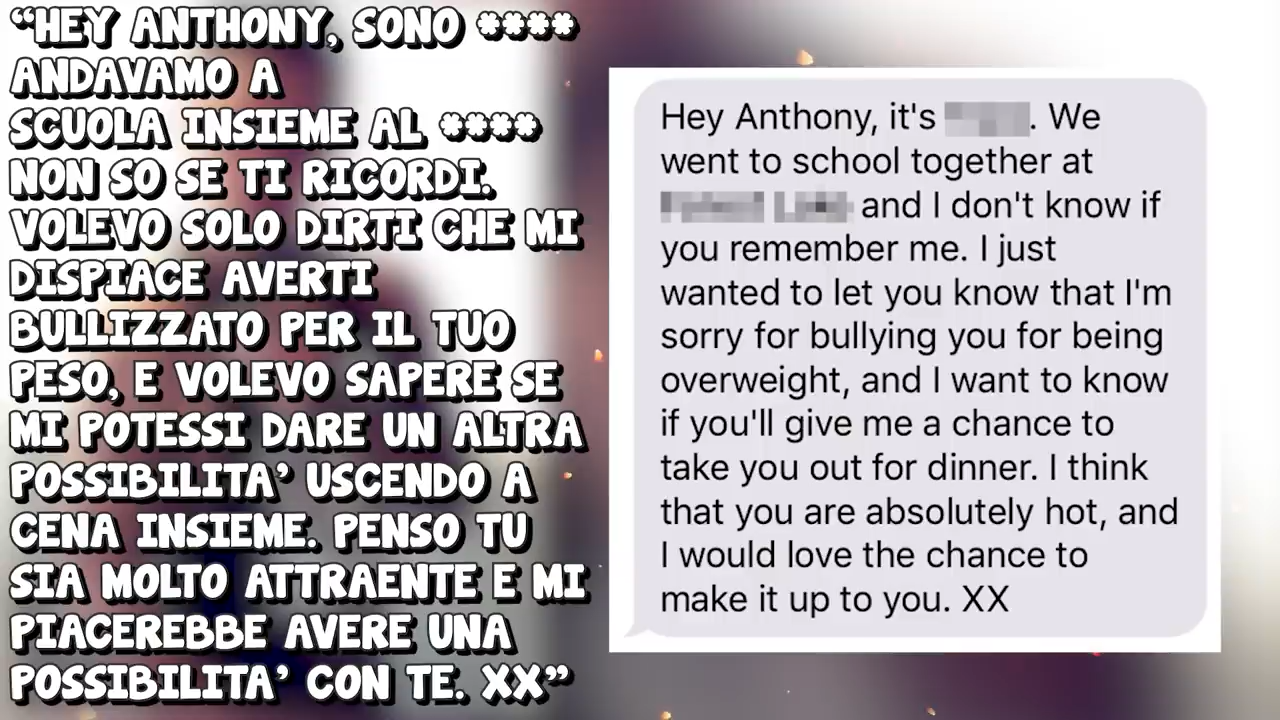 “HEY ANTHONY, SONO ****
ANDAVAMO A
SCUOLA INSIEME AL ****
NON SO SE TI RICORDI.
VOLEVO SOLO DIRTI CHE MI
DISPIACE AVERTI
BULLIZZATO PER IL TUO
PESO, E VOLEVO SAPERE SE
MI POTESSI DARE UN ALTRA
POSSIBILITA’ USCENDO A
CENA INSIEME. PENSO TU
SIA MOLTO ATTRAENTE E MI
PIACEREBBE AVERE UNA
POSSIBILITA’ CON TE. XX”
Hey Anthony, it's . We
went to school together at
and I don't know if
you remember me. I just
wanted to let you know that I'm
sorry for bullying you for being
overweight, and I want to know
if you'll give me a chance to
take you out for dinner. I think
that you are absolutely hot, and
I would love the chance to
make it up to you. XX